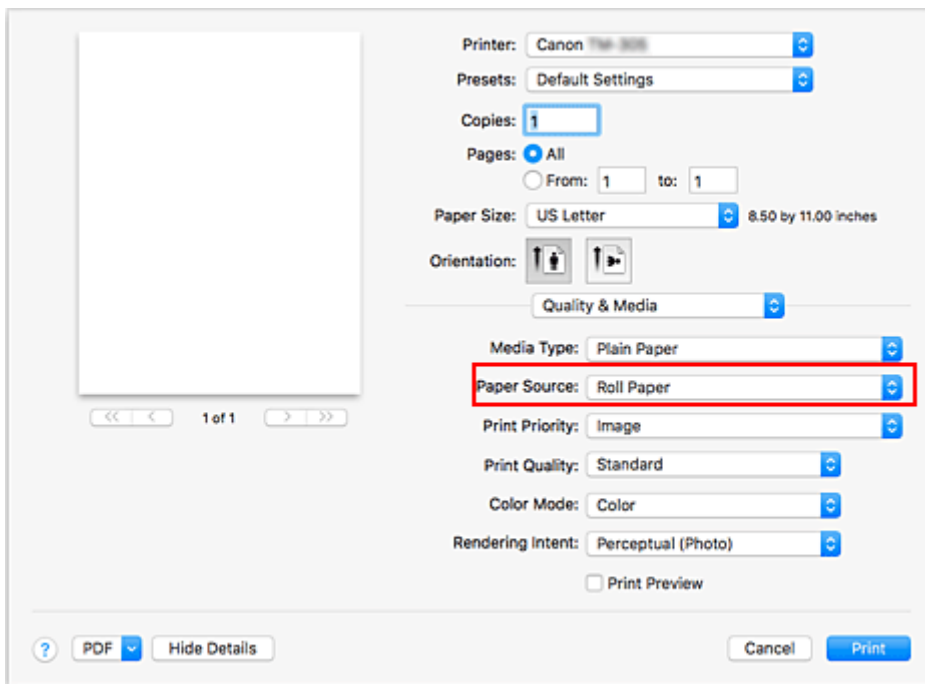 Printer: Canon
Presets: Default Settings
Copies: 1
Pages: All
From: 1 to: 1
Paper Size: US Letter 8.50 by 11.00 inches
Orientation:
Quality & Media
Media Type: Plain Paper
Paper Source: Roll Paper
<< < 1 of 1 > >>
Print Priority: Image
Print Quality: Standard
Color Mode: Color
Rendering Intent: Perceptual (Photo)
Print Preview
? PDF Hide Details Cancel Print